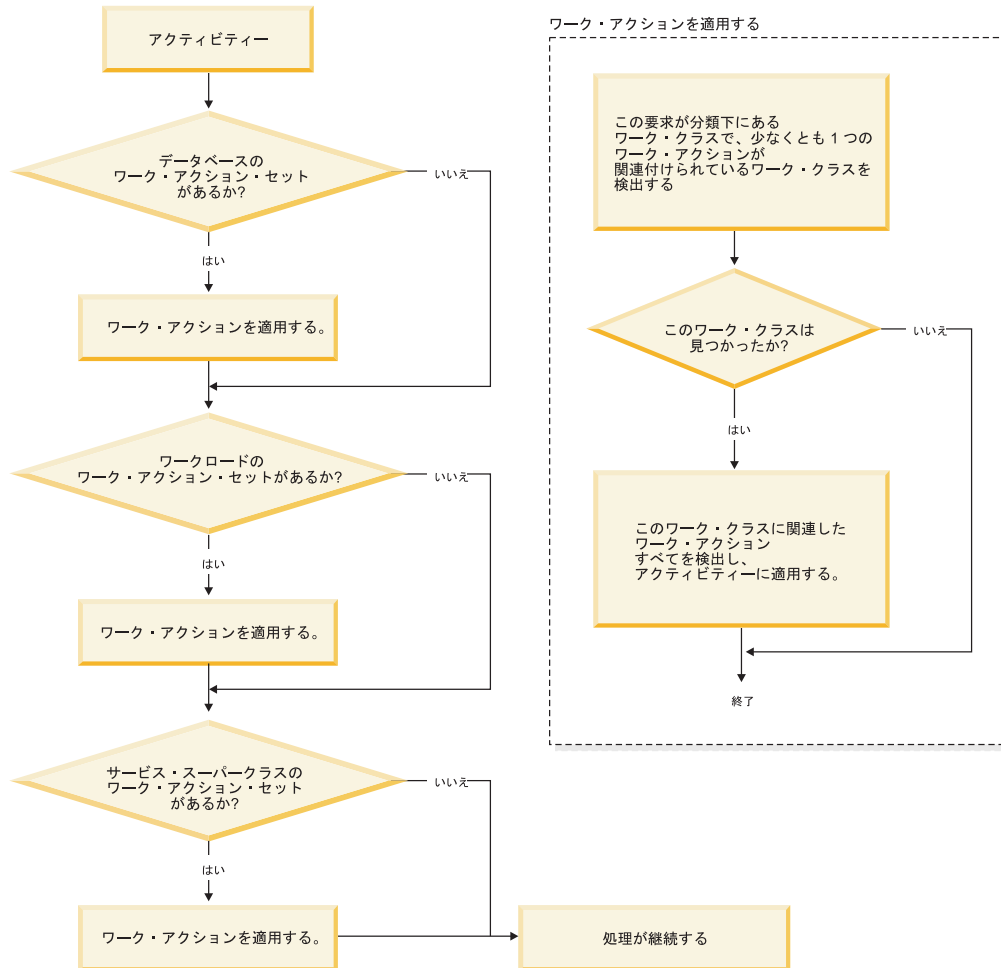 アクティビティー
データベースの
ワーク・アクション・セット
があるか?
いいえ
はい
ワーク・アクションを適用する。
ワークロードの
ワーク・アクション・セットがあるか?
いいえ
はい
ワーク・アクションを適用する。
サービス・スーパークラスの
ワーク・アクション・セット
があるか?
いいえ
はい
ワーク・アクションを適用する。
処理が継続する
ワーク・アクションを適用する
この要求が分類下にある
ワーク・クラスで、少なくとも 1 つの
ワーク・アクションが
関連付けられているワーク・クラスを
検出する
このワーク・クラスは
見つかったか?
いいえ
はい
このワーク・クラスに関連した
ワーク・アクション
すべてを検出し、
アクティビティーに適用する。
終了